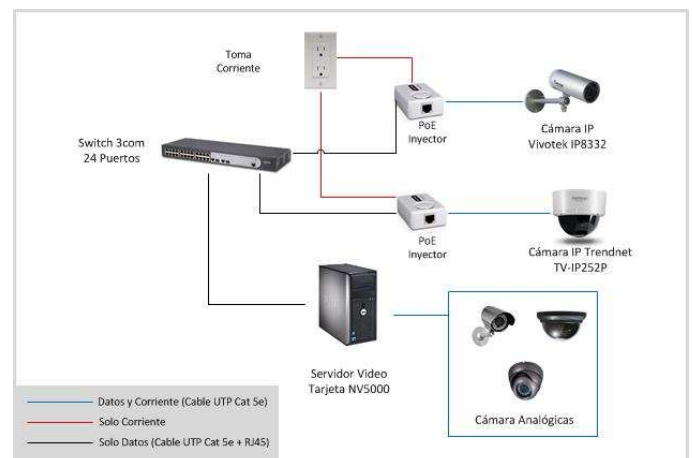 Toma
Corriente
PoE
Inyector
Cámara IP
Vivotek IP8332
Switch 3com
24 Puertos
PoE
Inyector
Cámara IP Trendnet
TV-IP252P
Servidor Video
Tarjeta NV5000
Cámara Analógicas
Datos y Corriente (Cable UTP Cat 5e)
Solo Corriente
Solo Datos (Cable UTP Cat 5e + RJ45)